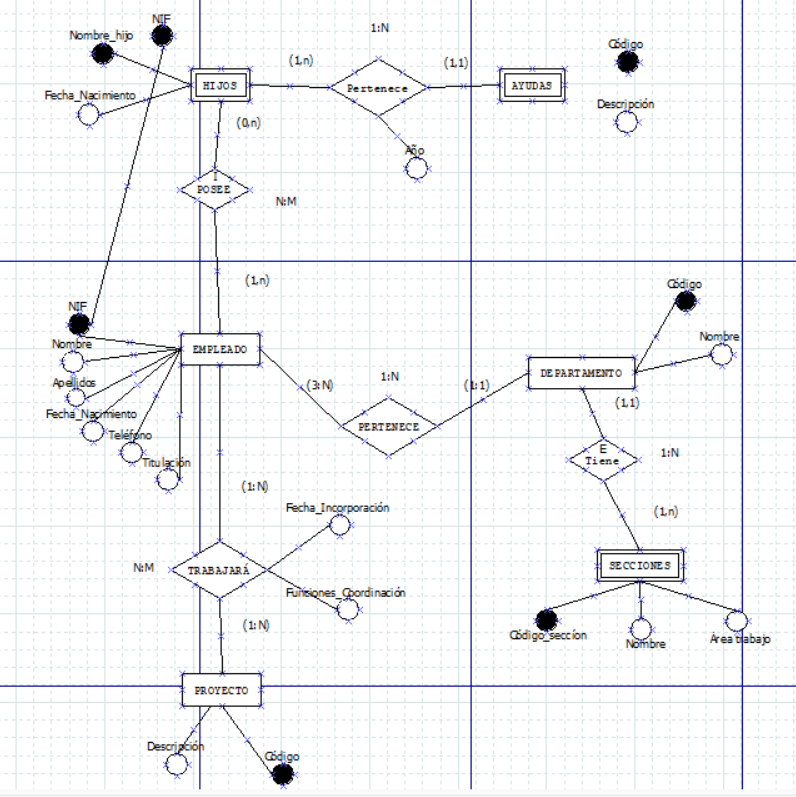 NIF
1:N
Nombre_hijo
Código
(1,n)
(1,1)
HIJOS
Pertenece
AYUDAS
Fecha_Nacimiento
Descripción
(0,n)
Año
I
POSEE
N:M
(1,n)
Código
NIF
Nombre
Nombre
EMPLEADO
DEPARTAMENTO
1:N
Apellidos
(3:N)
(1:1)
(1,1)
Fecha_Nacimiento
PERTENECE
Teléfono
E
Tiene
1:N
Titulación
(1:N)
Fecha_Incorporación
(1,n)
N:M
TRABAJARÁ
SECCIONES
Funsiones_Coordinación
(1:N)
Código_seccíon
Nombre
Área trabajo
PROYECTO
Descripción
Código